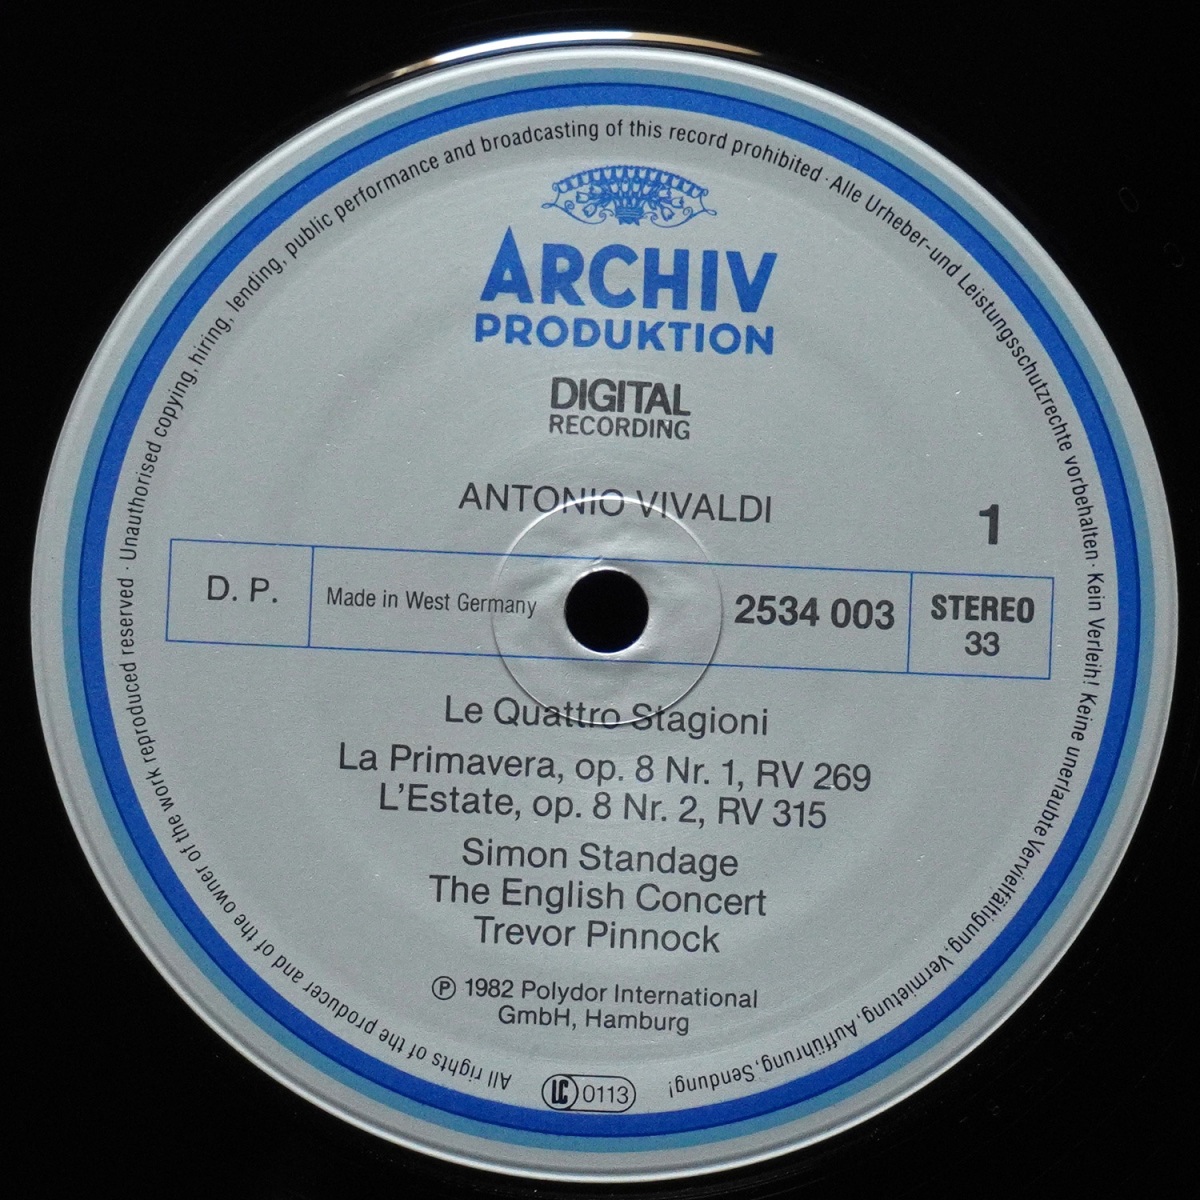 All rights of the producer and of the owner of the work reproduced reserved · Unauthorised copying, hiring, lending, public performance and broadcasting of this record prohibited · Alle Urheber-und Leistungsschutzrechte vorbehalten · Kein Verleih! Keine unerlaubte Vervielfältigung, Vermietung, Aufführung, Sendung!
ARCHIV
PRODUKTION
DIGITAL
RECORDING
ANTONIO VIVALDI
1
D. P.
Made in West Germany
2534 003
STEREO
33
Le Quattro Stagioni
La Primavera, op. 8 Nr. 1, RV 269
L'Estate, op. 8 Nr. 2, RV 315
Simon Standage
The English Concert
Trevor Pinnock
℗ 1982 Polydor International
GmbH, Hamburg
LC 0113